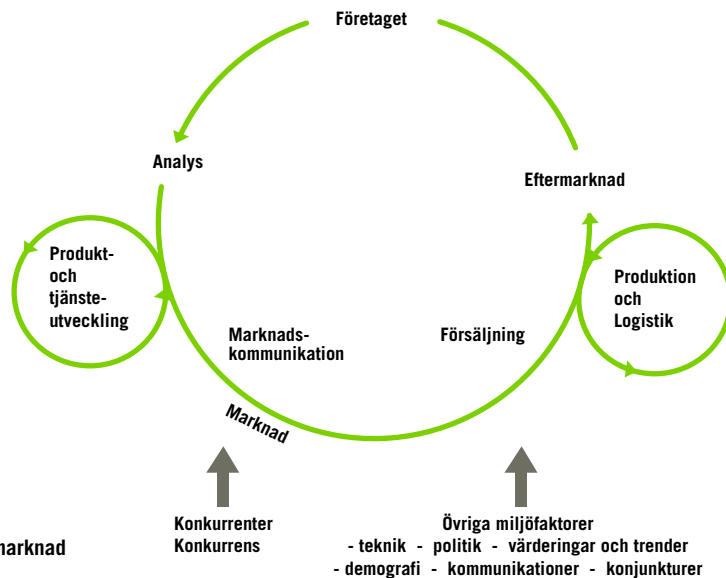 Företaget
Analys
Eftermarknad
Produkt-
och
tjänste-
utveckling
Produktion
och
Logistik
Marknads-
kommunikation
Försäljning
Marknad
Konkurrenter
Konkurrens
Övriga miljöfaktorer
- teknik - politik - värderingar och trender
- demografi - kommunikationer - konjunkturer
marknad